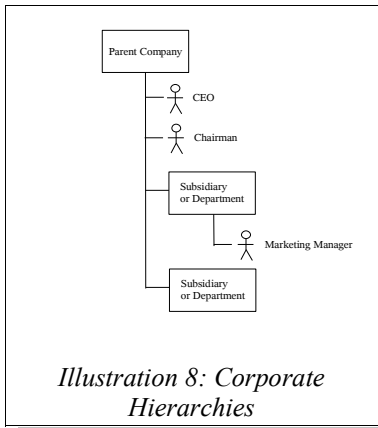 Parent Company
CEO
Chairman
Subsidiary
or Department
Marketing Manager
Subsidiary
or Department
Illustration 8: Corporate
Hierarchies